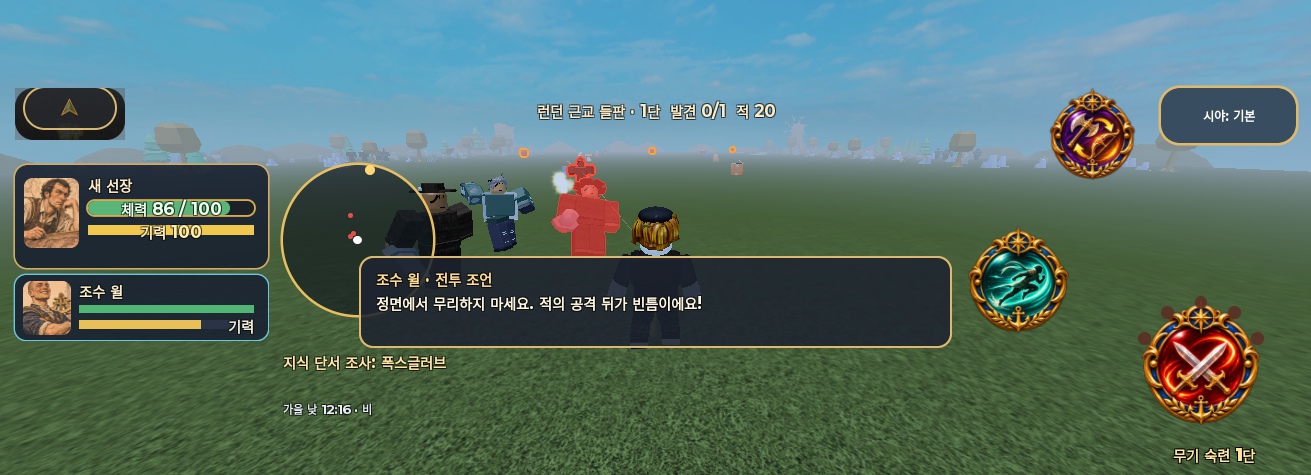 런던 근교 들판 · 1단 발견 0/1 적 20
시야: 기본
새 선장
체력 86 / 100
기력 100
조수 월
기력
조수 월 · 전투 조언
정면에서 무리하지 마세요. 적의 공격 뒤가 빈틈이에요!
지식 단서 조사: 폭스글러브
가을 낮 12:16 · 비
무기 숙련 1단